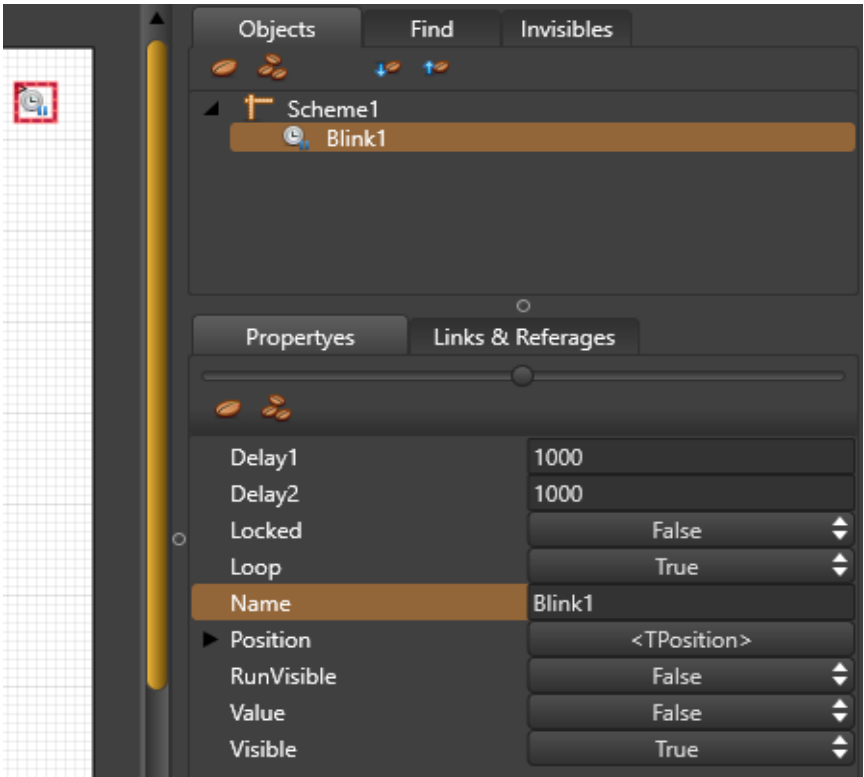 Objects Find Invisibles
Scheme1
Blink1
Propertyes Links & Referages
Delay1 1000
Delay2 1000
Locked False
Loop True
Name Blink1
Position <TPosition>
RunVisible False
Value False
Visible True